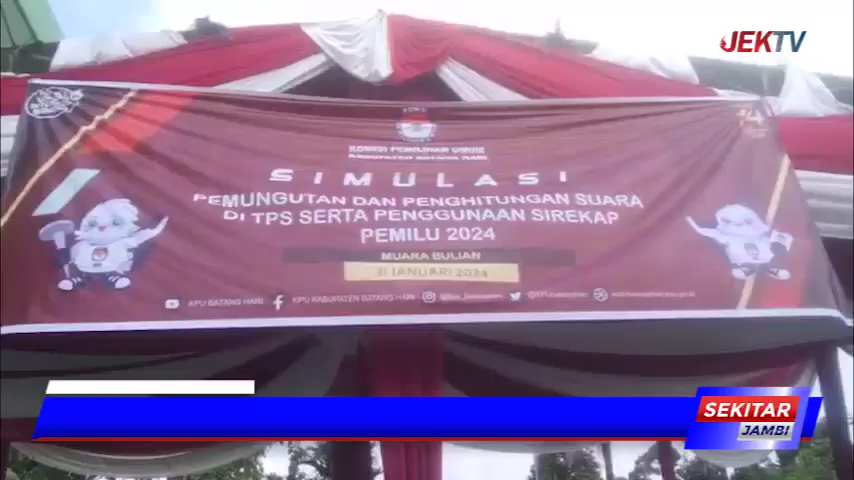 JEKTV
KOMISI PEMILIHAN UMUM
KABUPATEN BATANG HARI
SIMULASI
PEMUNGUTAN DAN PENGHITUNGAN SUARA
DI TPS SERTA PENGGUNAAN SIREKAP
PEMILU 2024
MUARA BULIAN
31 JANUARI 2024
KPU BATANG HARI
KPU KABUPATEN BATANG HARI
SEKITAR
JAMBI